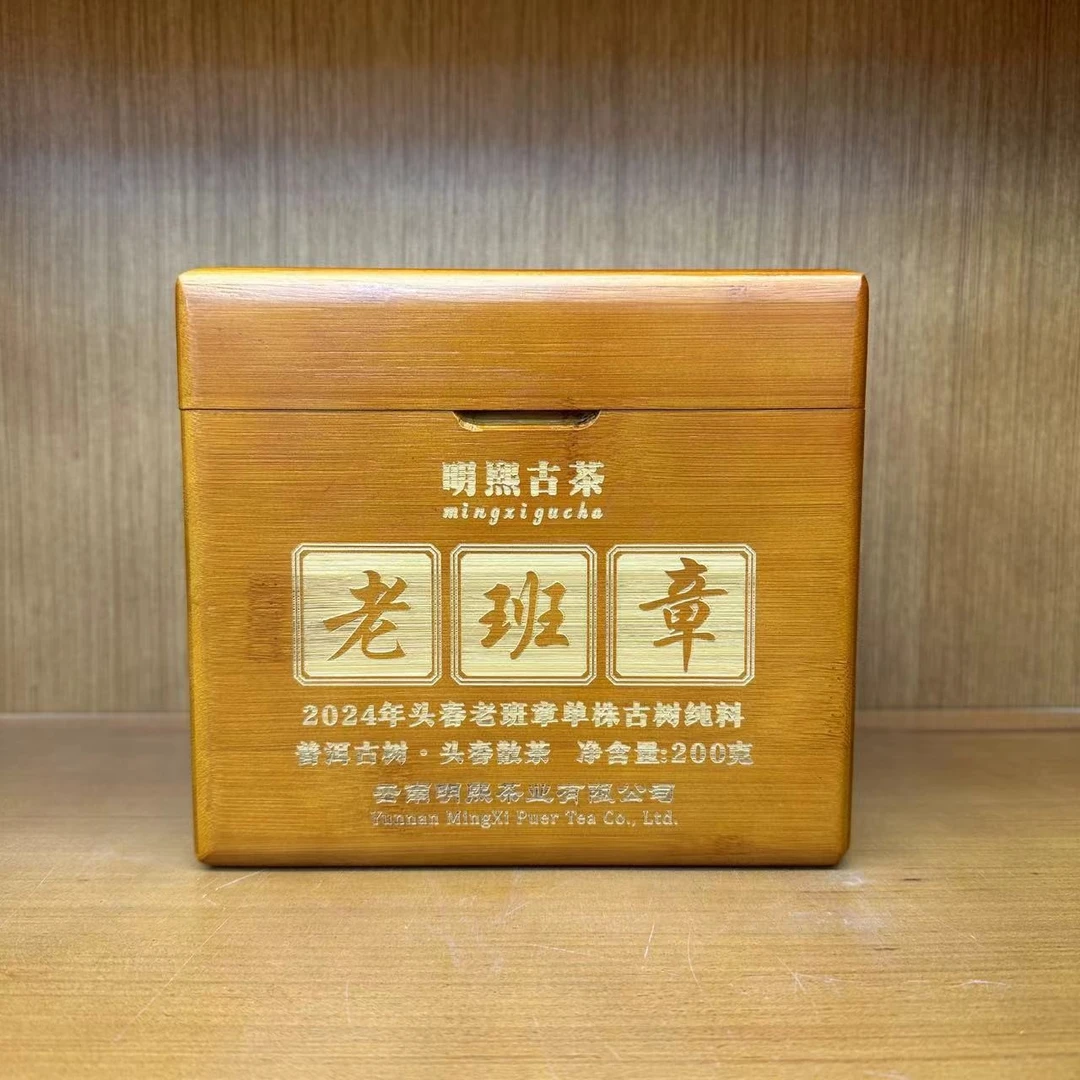 明熙古茶
mingxigucha
老班章
2024年头春老班章单株古树纯料
普洱古树·头春散茶 净含量:200克
云南明熙茶业有限公司
Yunnan MingXi Puer Tea Co., Ltd.